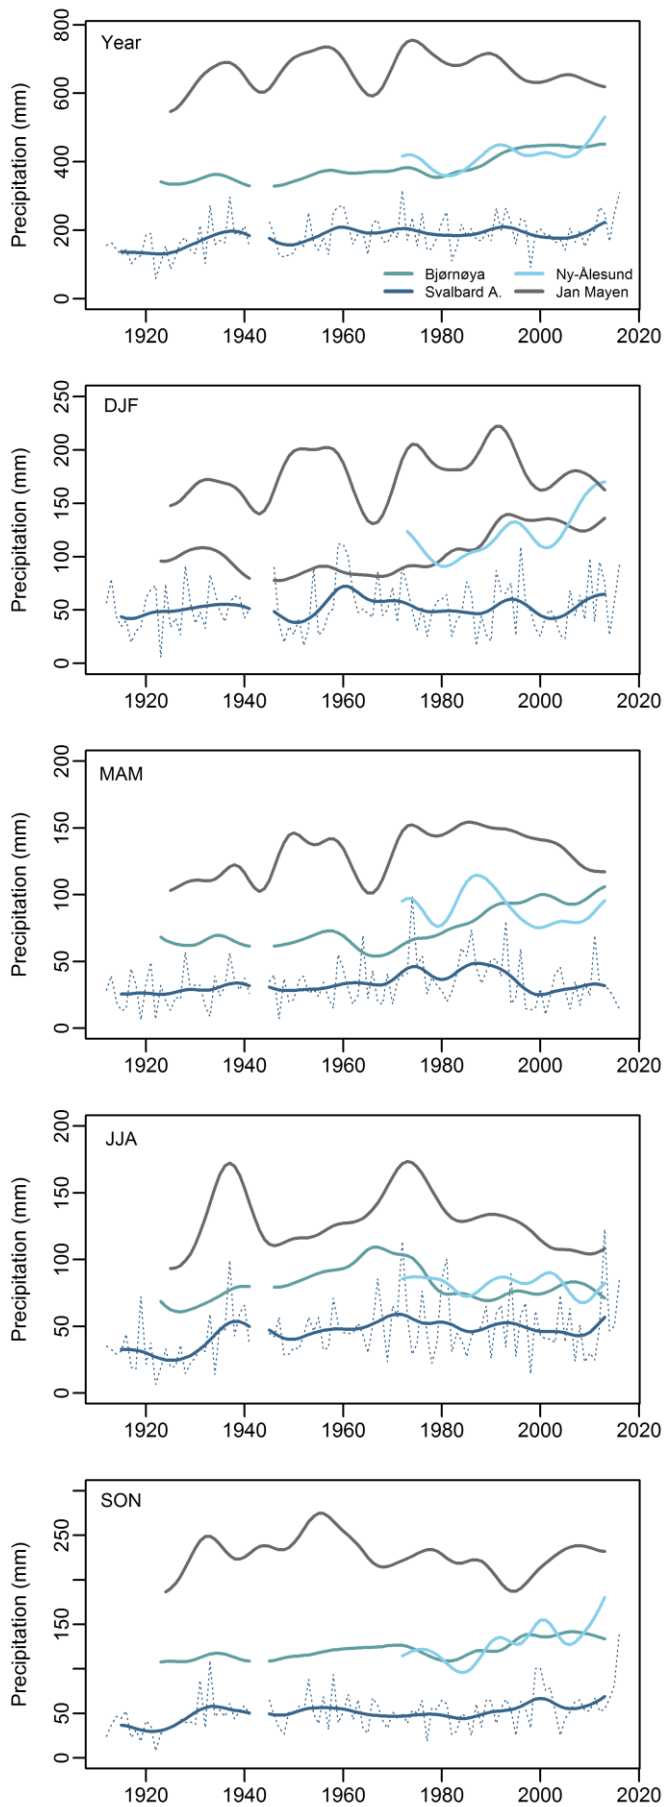 Year
Precipitation (mm)
800
600
400
200
0
Bjørnøya
Ny-Ålesund
Svalbard A.
Jan Mayen
1920 1940 1960 1980 2000 2020
DJF
Precipitation (mm)
250
200
150
100
50
0
1920 1940 1960 1980 2000 2020
MAM
Precipitation (mm)
200
150
100
50
0
1920 1940 1960 1980 2000 2020
JJA
Precipitation (mm)
200
150
100
50
0
1920 1940 1960 1980 2000 2020
SON
Precipitation (mm)
250
150
50
0
1920 1940 1960 1980 2000 2020